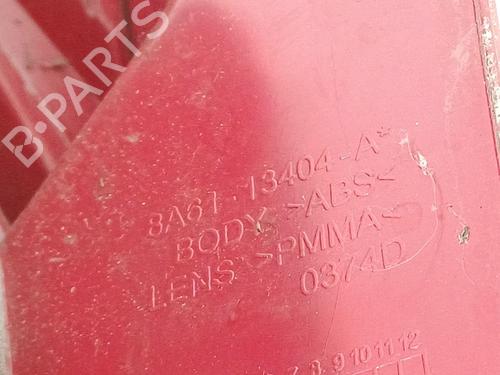 B-PARTS
8A61-13404-A*
BODY >ABS<
LENS >PMMA<
0374D
7 8 9 10 11 12